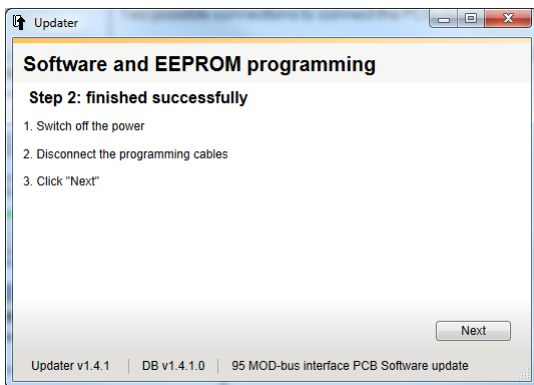 Updater
Software and EEPROM programming
Step 2: finished successfully
1. Switch off the power
2. Disconnect the programming cables
3. Click "Next"
Next
Updater v1.4.1 DB v1.4.1.0 95 MOD-bus interface PCB Software update